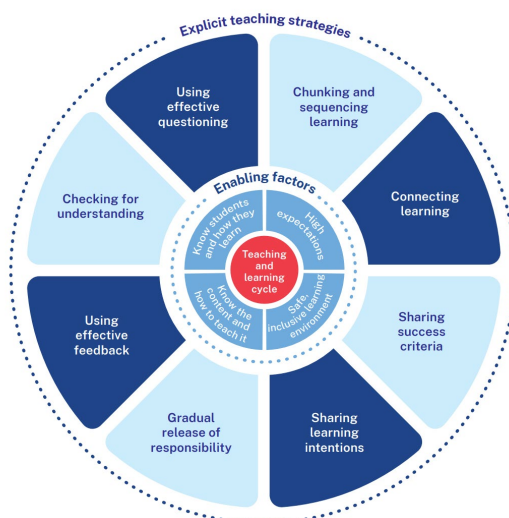 Explicit teaching strategies
Using
effective
questioning
Chunking and
sequencing
learning
Checking for
understanding
Connecting
learning
Enabling factors
Know students
and how they
learn
High
expectations
Teaching
and
learning
cycle
Know the
content and
how to teach it
Safe,
inclusive learning
environment
Using
effective
feedback
Sharing
success
criteria
Gradual
release of
responsibility
Sharing
learning
intentions